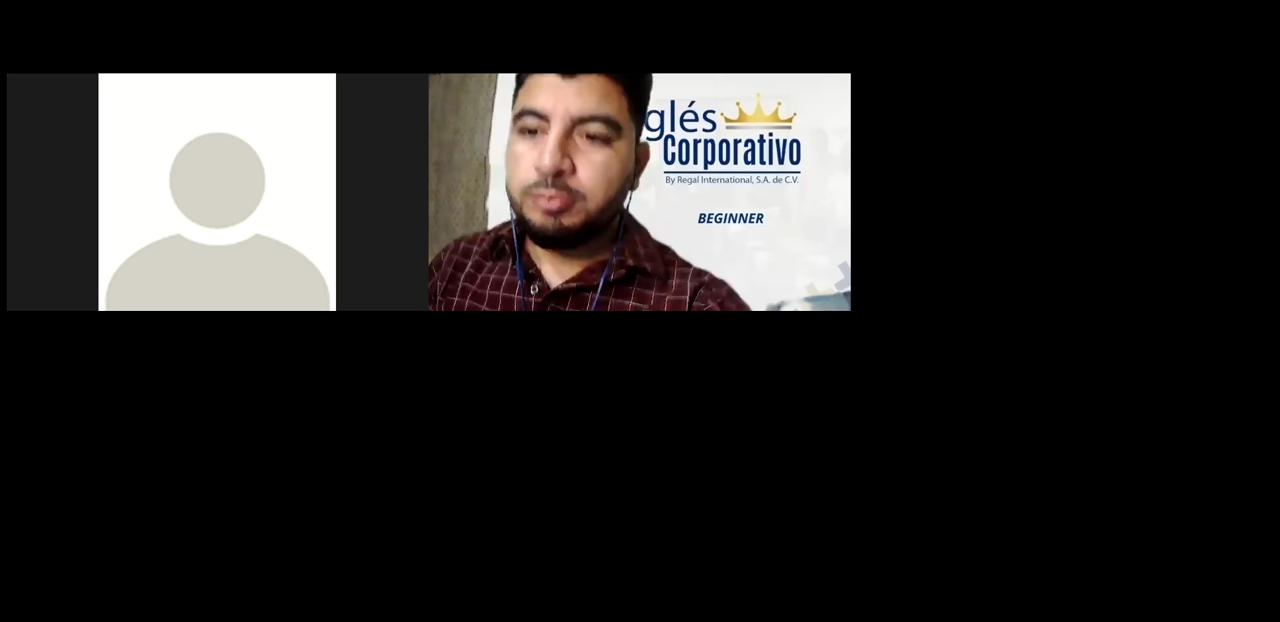 glés
Corporativo
By Regal International, S.A. de C.V.
BEGINNER